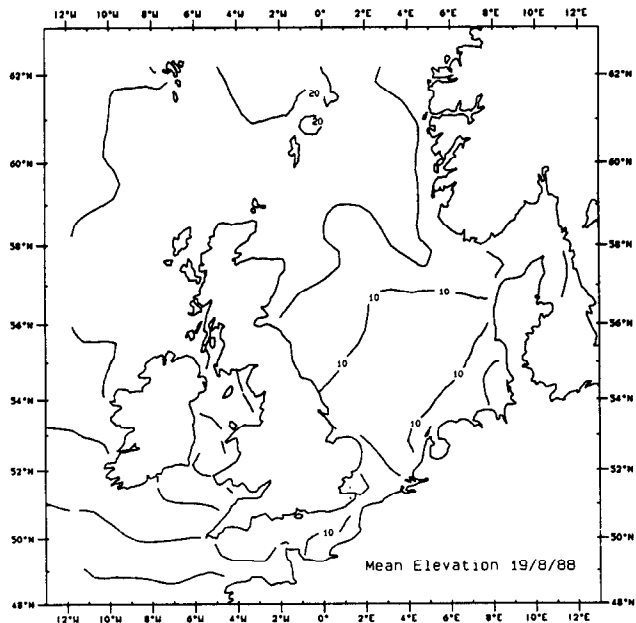 12°W 10°W 8°W 6°W 4°W 2°W 0° 2°E 4°E 6°E 8°E 10°E 12°E
62°N 62°N
20
20
60°N 60°N
58°N 58°N
10 10
56°N 56°N
10 10
54°N 54°N
52°N 52°N
10
50°N 50°N
Mean Elevation 19/8/88
48°N 48°N
12°W 10°W 8°W 6°W 4°W 2°W 0° 2°E 4°E 6°E 8°E 10°E 12°E